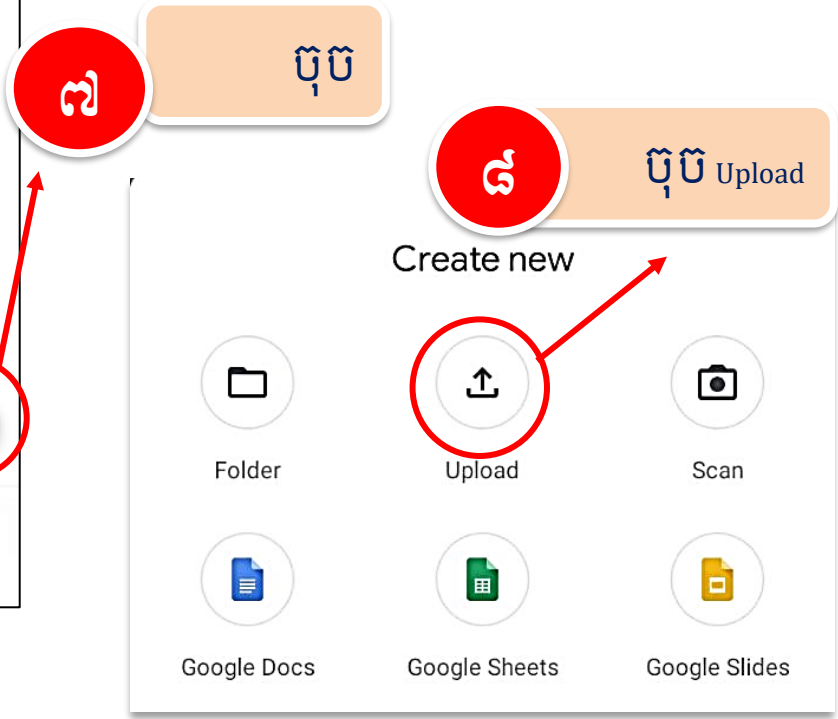 ៧
ប៊ុប
៨
ប៊ុប Upload
Create new
Folder
Upload
Scan
Google Docs
Google Sheets
Google Slides